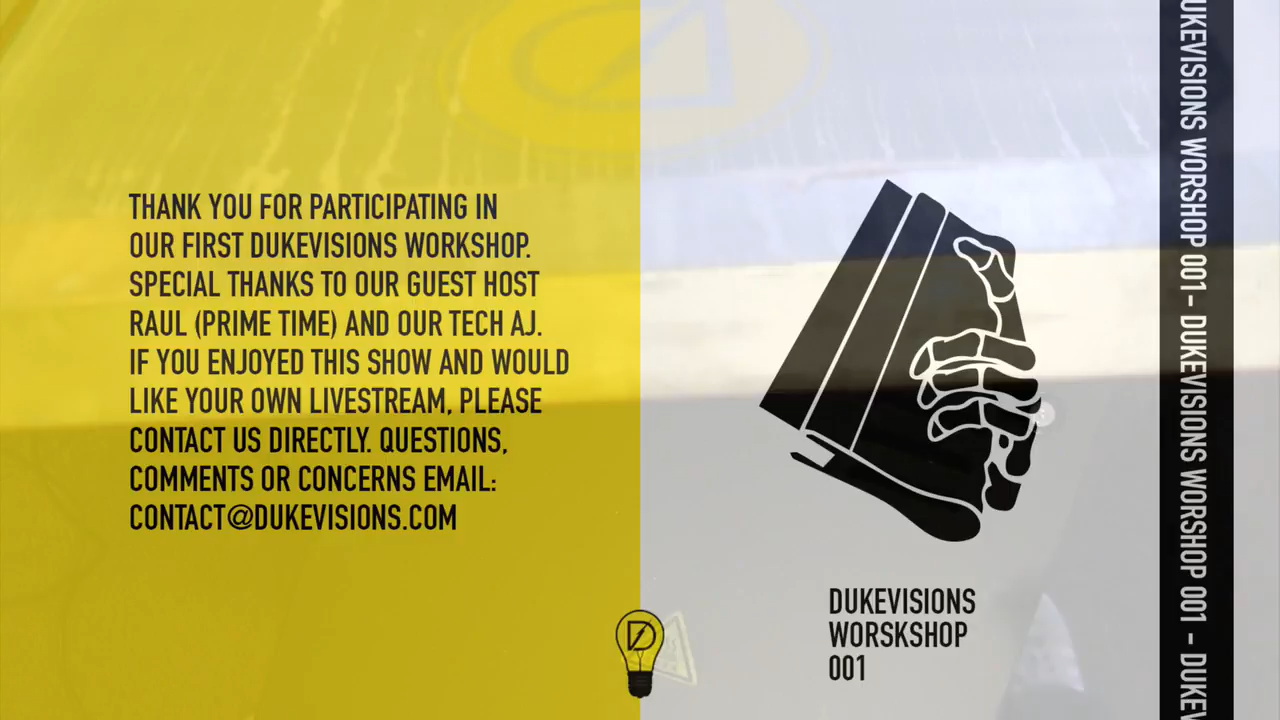 THANK YOU FOR PARTICIPATING IN
OUR FIRST DUKEVISIONS WORKSHOP.
SPECIAL THANKS TO OUR GUEST HOST
RAUL (PRIME TIME) AND OUR TECH AJ.
IF YOU ENJOYED THIS SHOW AND WOULD
LIKE YOUR OWN LIVESTREAM, PLEASE
CONTACT US DIRECTLY. QUESTIONS,
COMMENTS OR CONCERNS EMAIL:
CONTACT@DUKEVISIONS.COM
D
DUKEVISIONS
WORSKSHOP
001
UKEVISIONS WORSHOP 001- DUKEVISIONS WORSHOP 001 - DUKEV